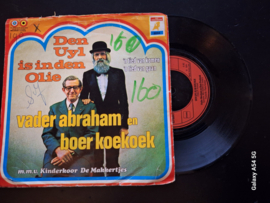 Den
Uyl
is in den
Olie
160
160
vader abraham en
boer koekoek
m.m.v. Kinderkoor De Makkertjes
Galaxy A54 5G